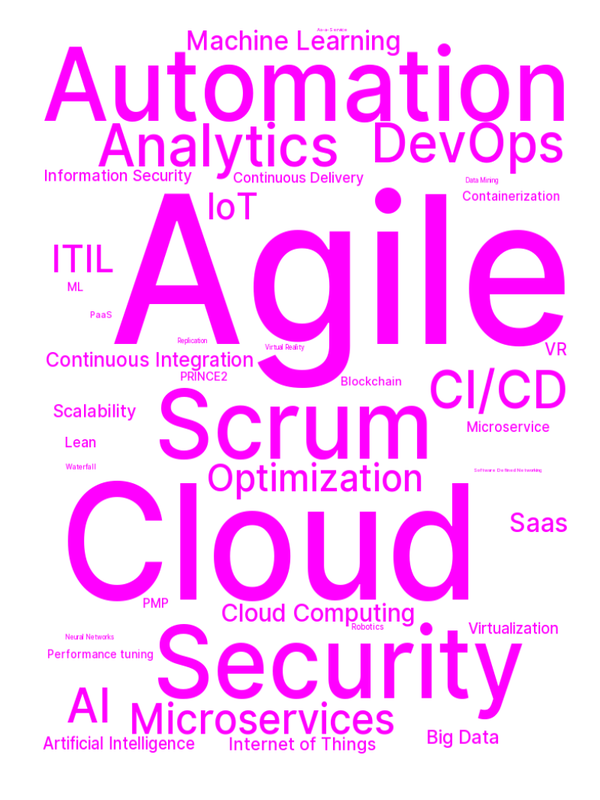 Machine Learning
Automation
Analytics
DevOps
Information Security
Continuous Delivery
Data Mining
Containerization
IoT
Agile
ITIL
ML
PaaS
Replication
Virtual Reality
VR
Continuous Integration
PRINCE2
Blockchain
CI/CD
Scalability
Scrum
Microservice
Lean
Waterfall
Optimization
Software-Defined Networking
Cloud
Saas
PMP
Cloud Computing
Robotics
Virtualization
Neural Networks
Security
Performance tuning
AI
Microservices
Big Data
Artificial Intelligence
Internet of Things